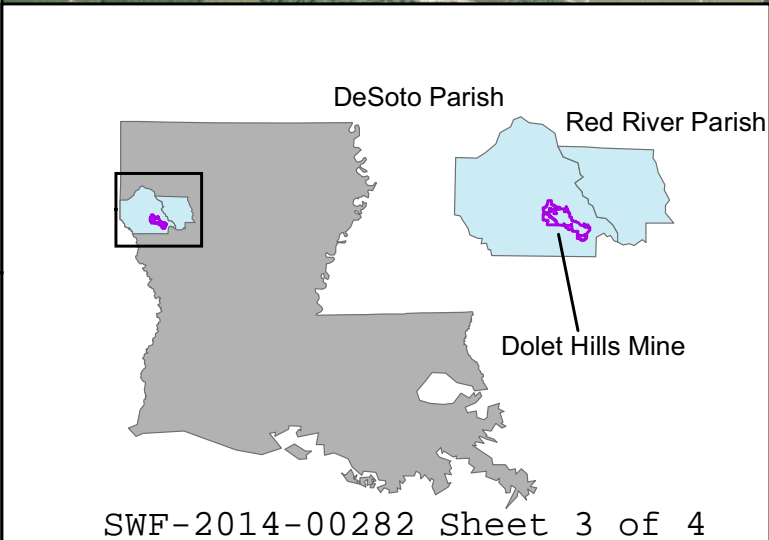 DeSoto Parish
Red River Parish
Dolet Hills Mine
SWF-2014-00282 Sheet 3 of 4